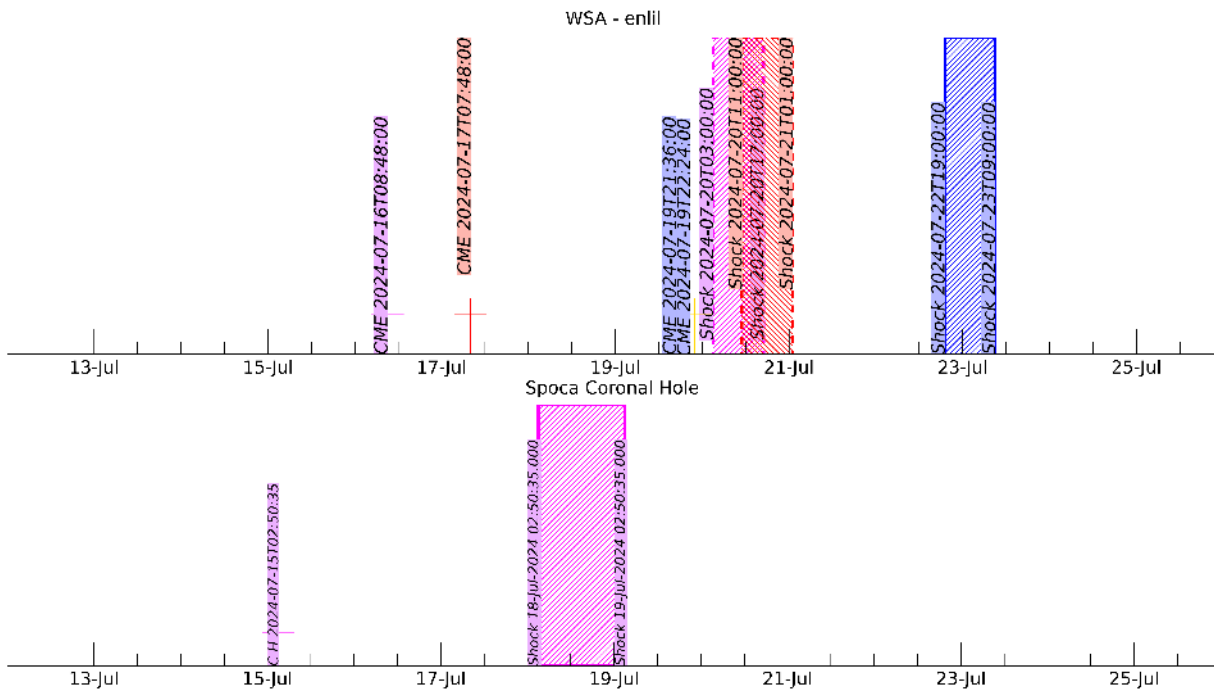 WSA - enlil
CME 2024-07-16T08:48:00
CME 2024-07-17T07:48:00
CME 2024-07-19T21:36:00
CME 2024-07-19T22:24:00
Shock 2024-07-20T03:00:00
Shock 2024-07-20T11:00:00
Shock 2024-07-20T17:00:00
Shock 2024-07-21T01:00:00
Shock 2024-07-22T19:00:00
Shock 2024-07-23T09:00:00
13-Jul 15-Jul 17-Jul 19-Jul 21-Jul 23-Jul 25-Jul
Spoca Coronal Hole
C H 2024-07-15T02:50:35
Shock 18-Jul-2024 02:50:35.000
Shock 19-Jul-2024 02:50:35.000
13-Jul 15-Jul 17-Jul 19-Jul 21-Jul 23-Jul 25-Jul